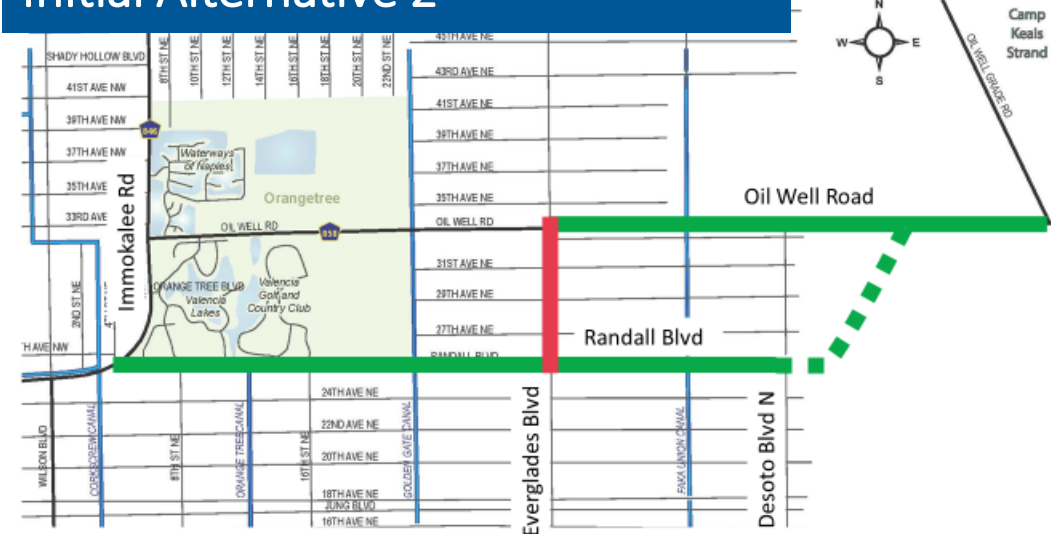 Initial Alternative 2
N
W
E
S
Camp
Keals
Strand
OIL WELL GRADE RD
SHADY HOLLOW BLVD
41ST AVE NW
39TH AVE NW
37TH AVE NW
35TH AVE
33RD AVE
8TH ST NE
10TH ST NE
12TH ST NE
14TH ST NE
16TH ST NE
18TH ST NE
20TH ST NE
22ND ST NE
45TH AVE NE
43RD AVE NE
41ST AVE NE
39TH AVE NE
37TH AVE NE
35TH AVE NE
OIL WELL RD
31ST AVE NE
29TH AVE NE
27TH AVE NE
RANDALL BLVD
846
Waterways
of Naples
Orangetree
OIL WELL RD
858
Oil Well Road
Immokalee Rd
ORANGE TREE BLVD
Valencia
Lakes
Valencia
Golf and
Country Club
2ND ST NE
4
H AVE NW
Randall Blvd
24TH AVE NE
22ND AVE NE
20TH AVE NE
18TH AVE NE
JUNG BLVD
16TH AVE NE
WILSON BLVD
CORKSCREW CANAL
8TH ST NE
ORANGE TREE CANAL
16TH ST NE
GOLDEN GATE CANAL
Everglades Blvd
FAKA UNION CANAL
Desoto Blvd N